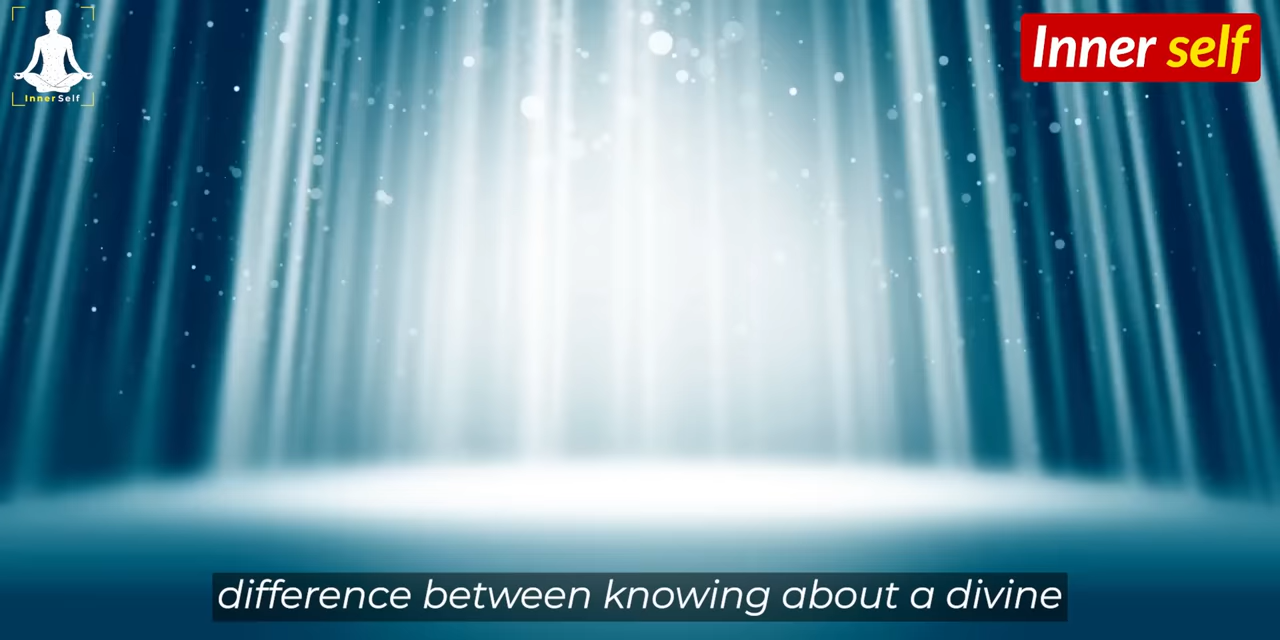 InnerSelf
Inner self
difference between knowing about a divine